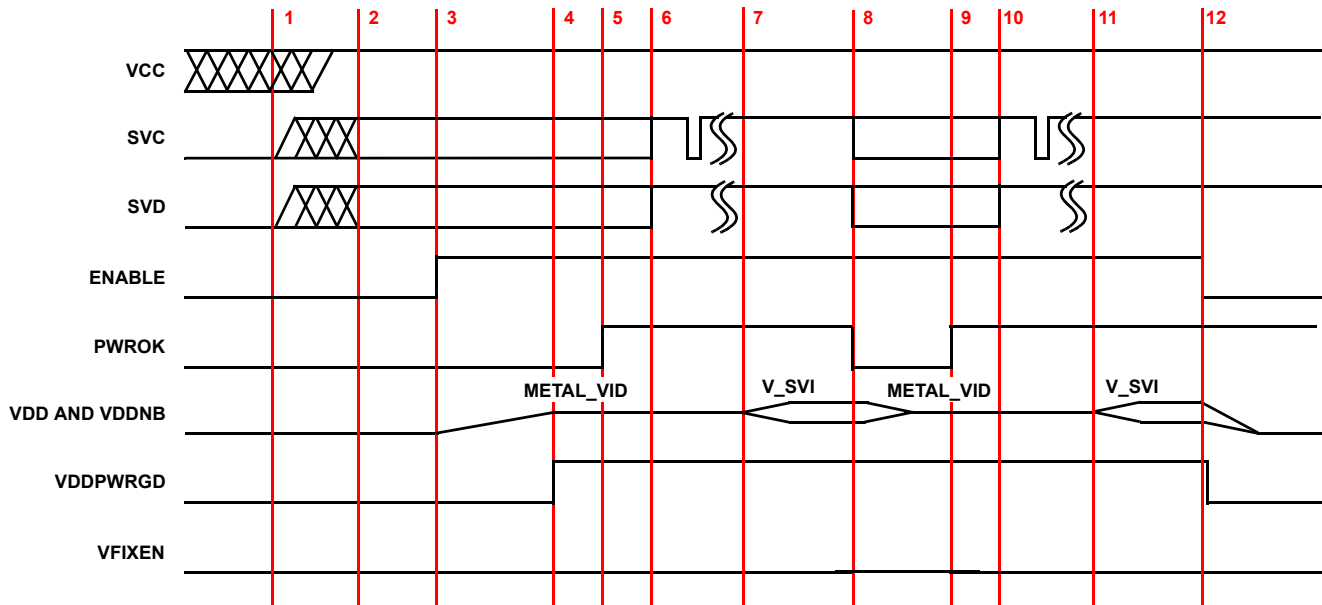 1 2 3 4 5 6 7 8 9 10 11 12
VCC
SVC
SVD
ENABLE
PWROK
METAL_VID V_SVI METAL_VID V_SVI
VDD AND VDDNB
VDDPWRGD
VFIXEN